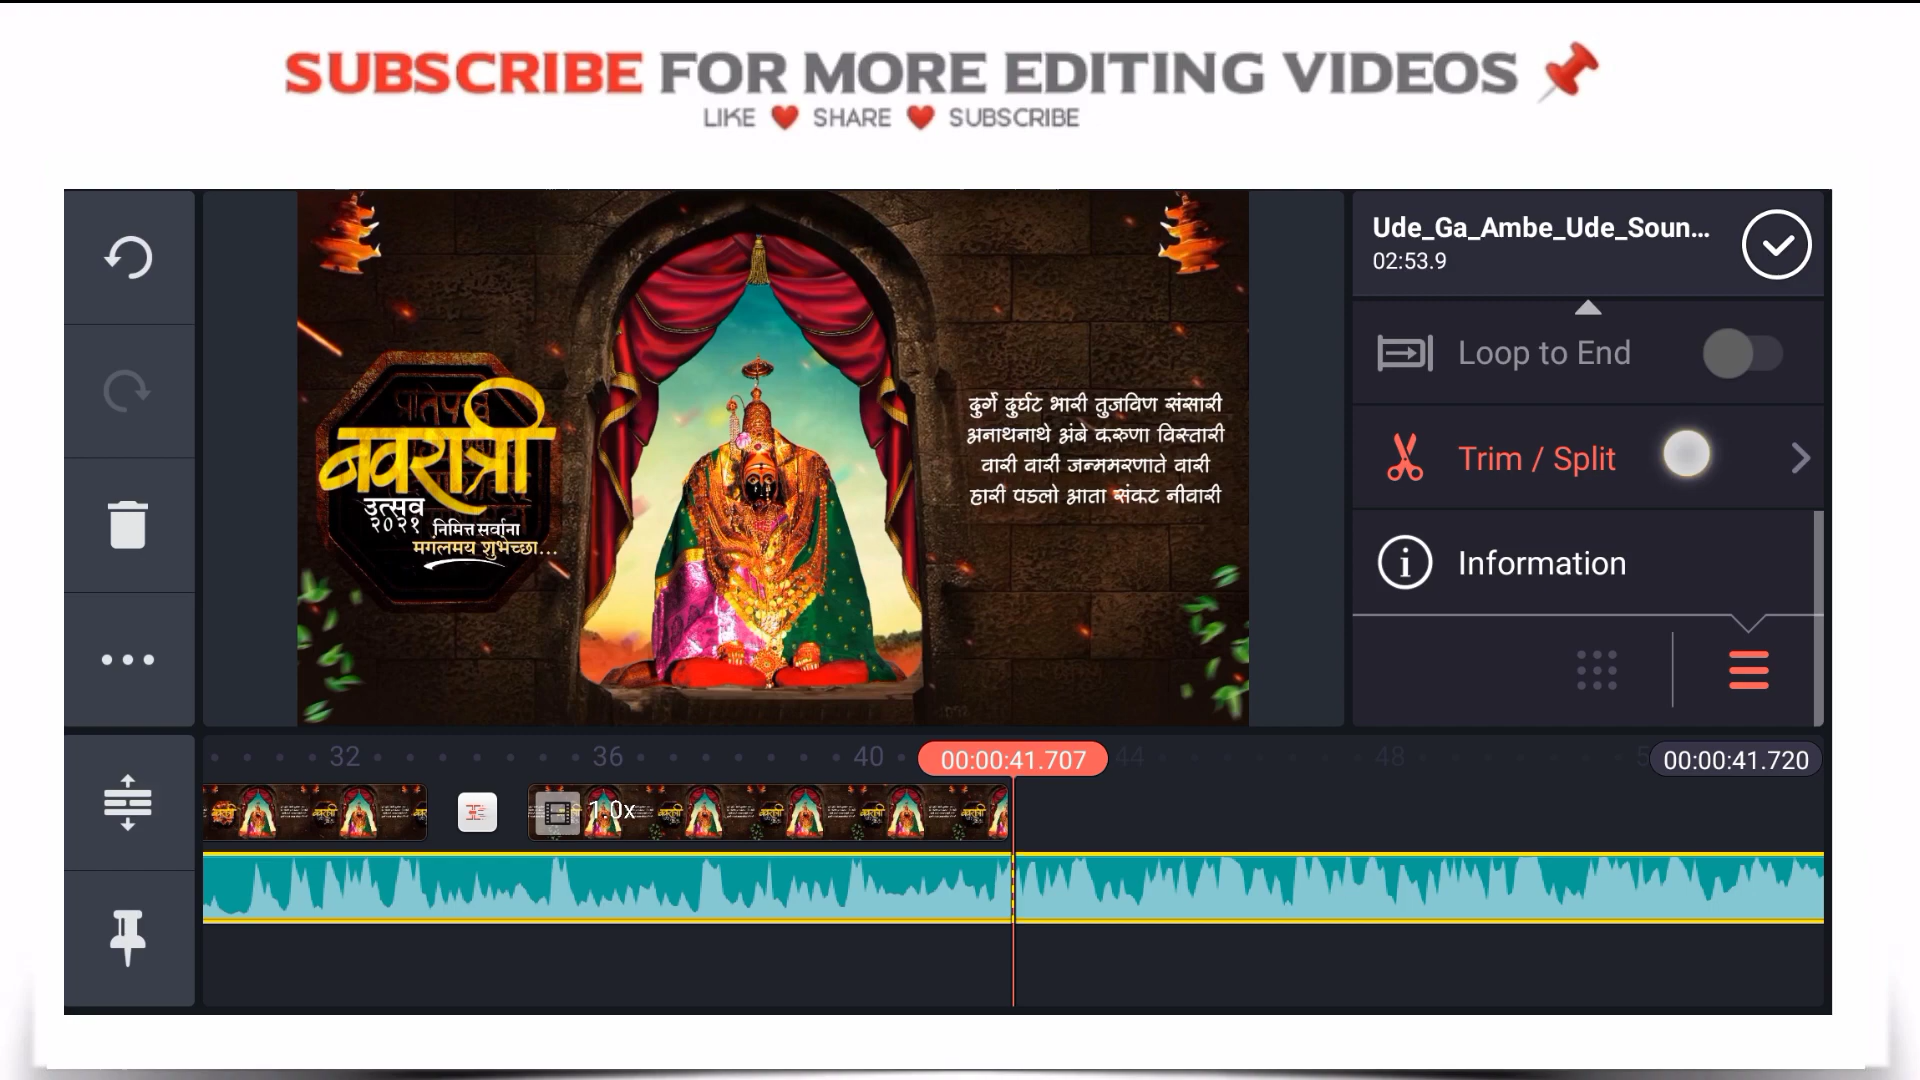 SUBSCRIBE FOR MORE EDITING VIDEOS
LIKE SHARE SUBSCRIBE
Ude_Ga_Ambe_Ude_Soun...
02:53.9
Loop to End
Trim / Split
Information
नवरात्री
उत्सव
२०२१ निमित्त सर्वाना
मगलमय शुभेच्छा...
दुर्गे दुर्घट भारी तुजविण संसारी
अनाथनाथे अंबे करुणा विस्तारी
वारी वारी जन्ममरणाते वारी
हारी पडलो आता संकट नीवारी
32 36 40 00:00:41.707 44 48 00:00:41.720
1.0x